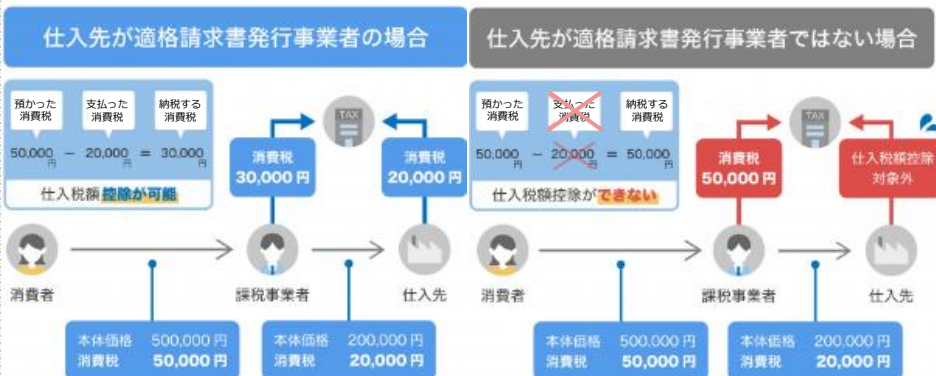 仕入先が適格請求書発行事業者の場合
預かった
消費税
支払った
消費税
納税する
消費税
50,000円 − 20,000円 = 30,000円
仕入税額 控除が可能
TAX
消費税
30,000円
消費税
20,000円
消費者
課税事業者
仕入先
本体価格 500,000円
消費税 50,000円
本体価格 200,000円
消費税 20,000円
仕入先が適格請求書発行事業者ではない場合
預かった
消費税
支払った
消費税
納税する
消費税
50,000円 − 20,000円 = 50,000円
仕入税額控除ができない
TAX
消費税
50,000円
仕入税額控除
対象外
消費者
課税事業者
仕入先
本体価格 500,000円
消費税 50,000円
本体価格 200,000円
消費税 20,000円